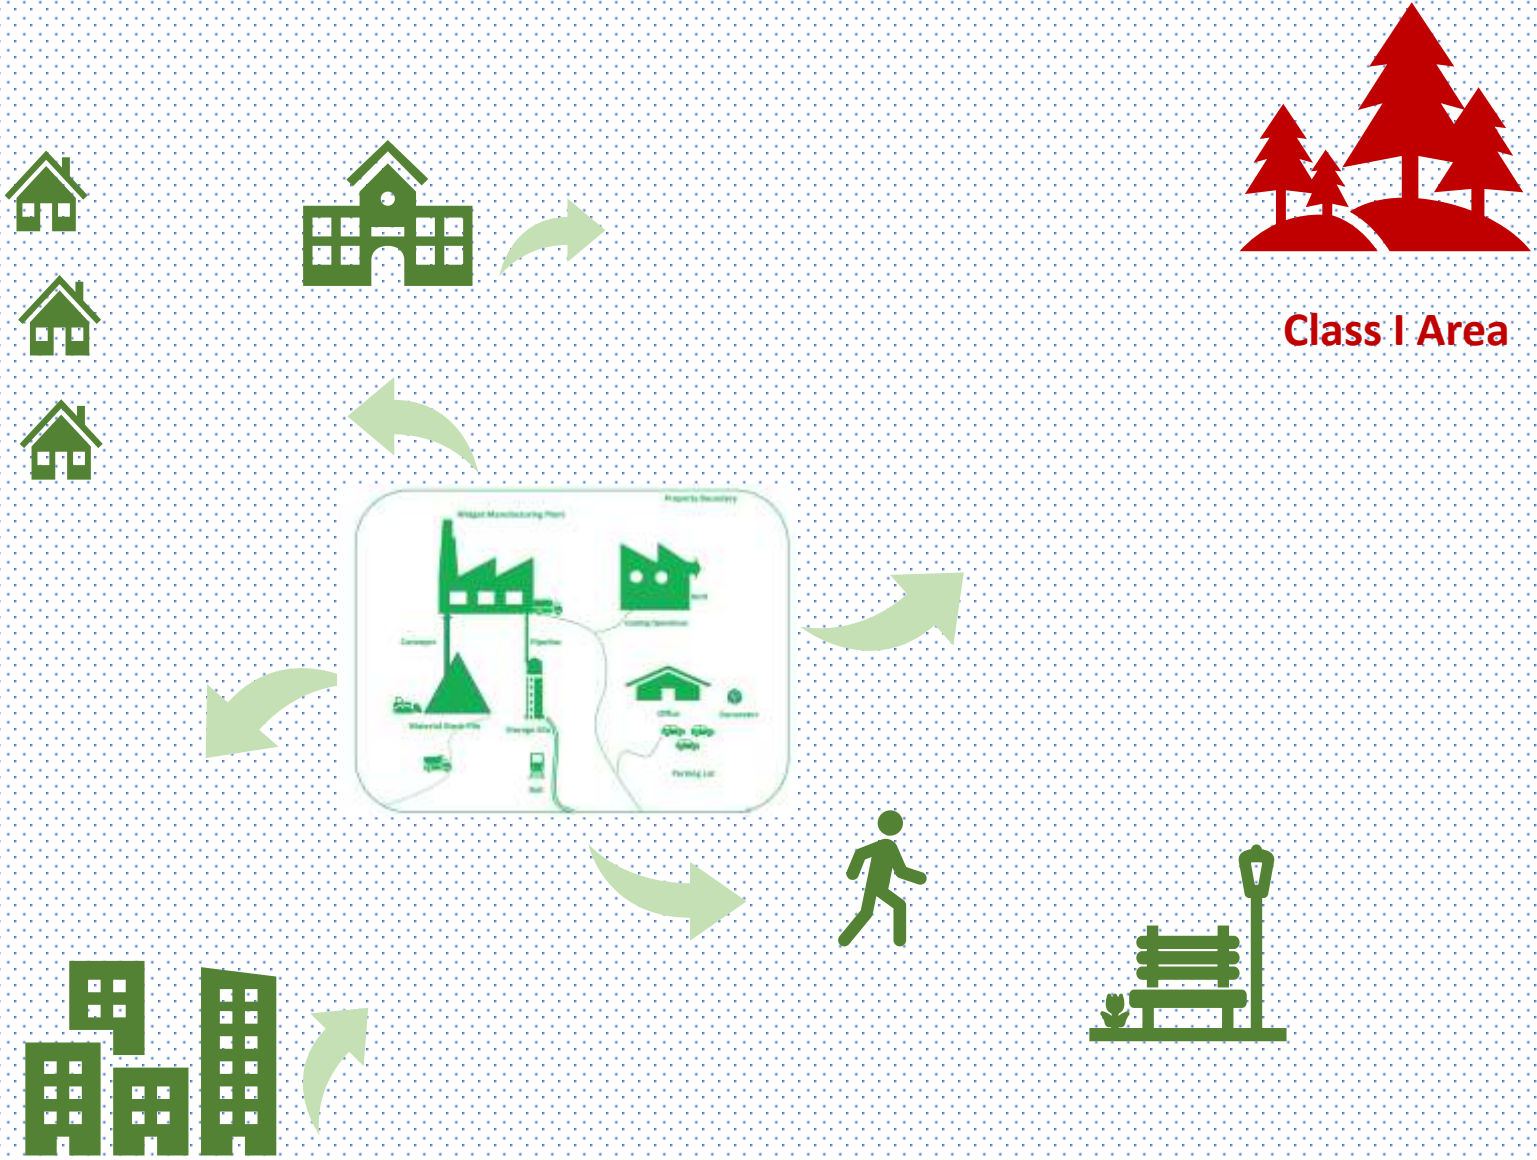 Class I Area
Property Boundary
Widget Manufacturing Plant
Vent
Coating Operations
Conveyor
Pipeline
Office
Generator
Material Stock Pile
Storage Silo
Parking Lot
Rail